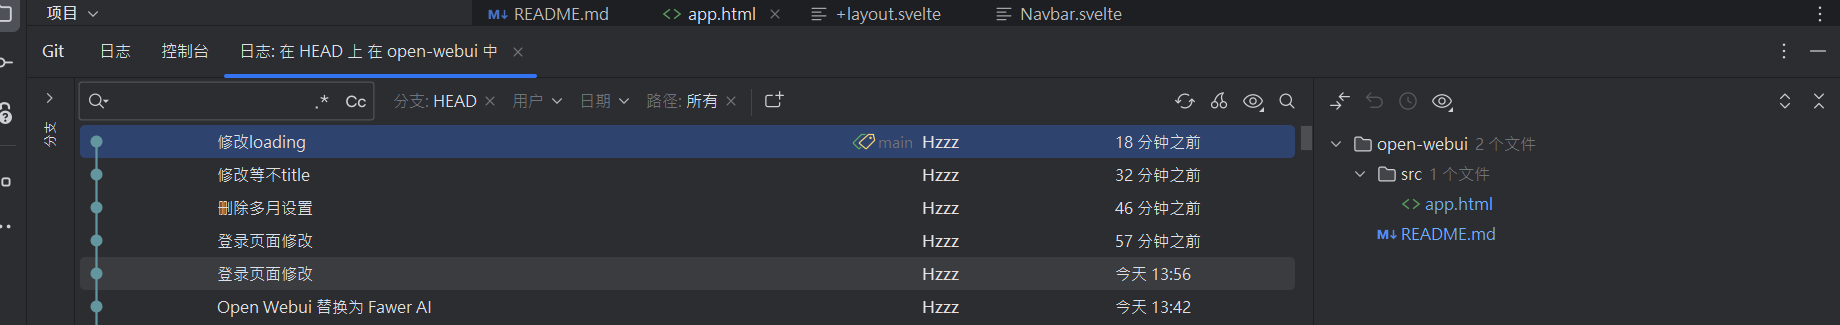 项目 README.md app.html +layout.svelte Navbar.svelte
Git 日志 控制台 日志: 在 HEAD 上 在 open-webui 中
.* Cc 分支: HEAD 用户 日期 路径: 所有
分支
修改loading main Hzzz 18 分钟之前
修改等不title Hzzz 32 分钟之前
删除多月设置 Hzzz 46 分钟之前
登录页面修改 Hzzz 57 分钟之前
登录页面修改 Hzzz 今天 13:56
Open Webui 替换为 Fawer AI Hzzz 今天 13:42
open-webui 2 个文件
src 1 个文件
app.html
README.md